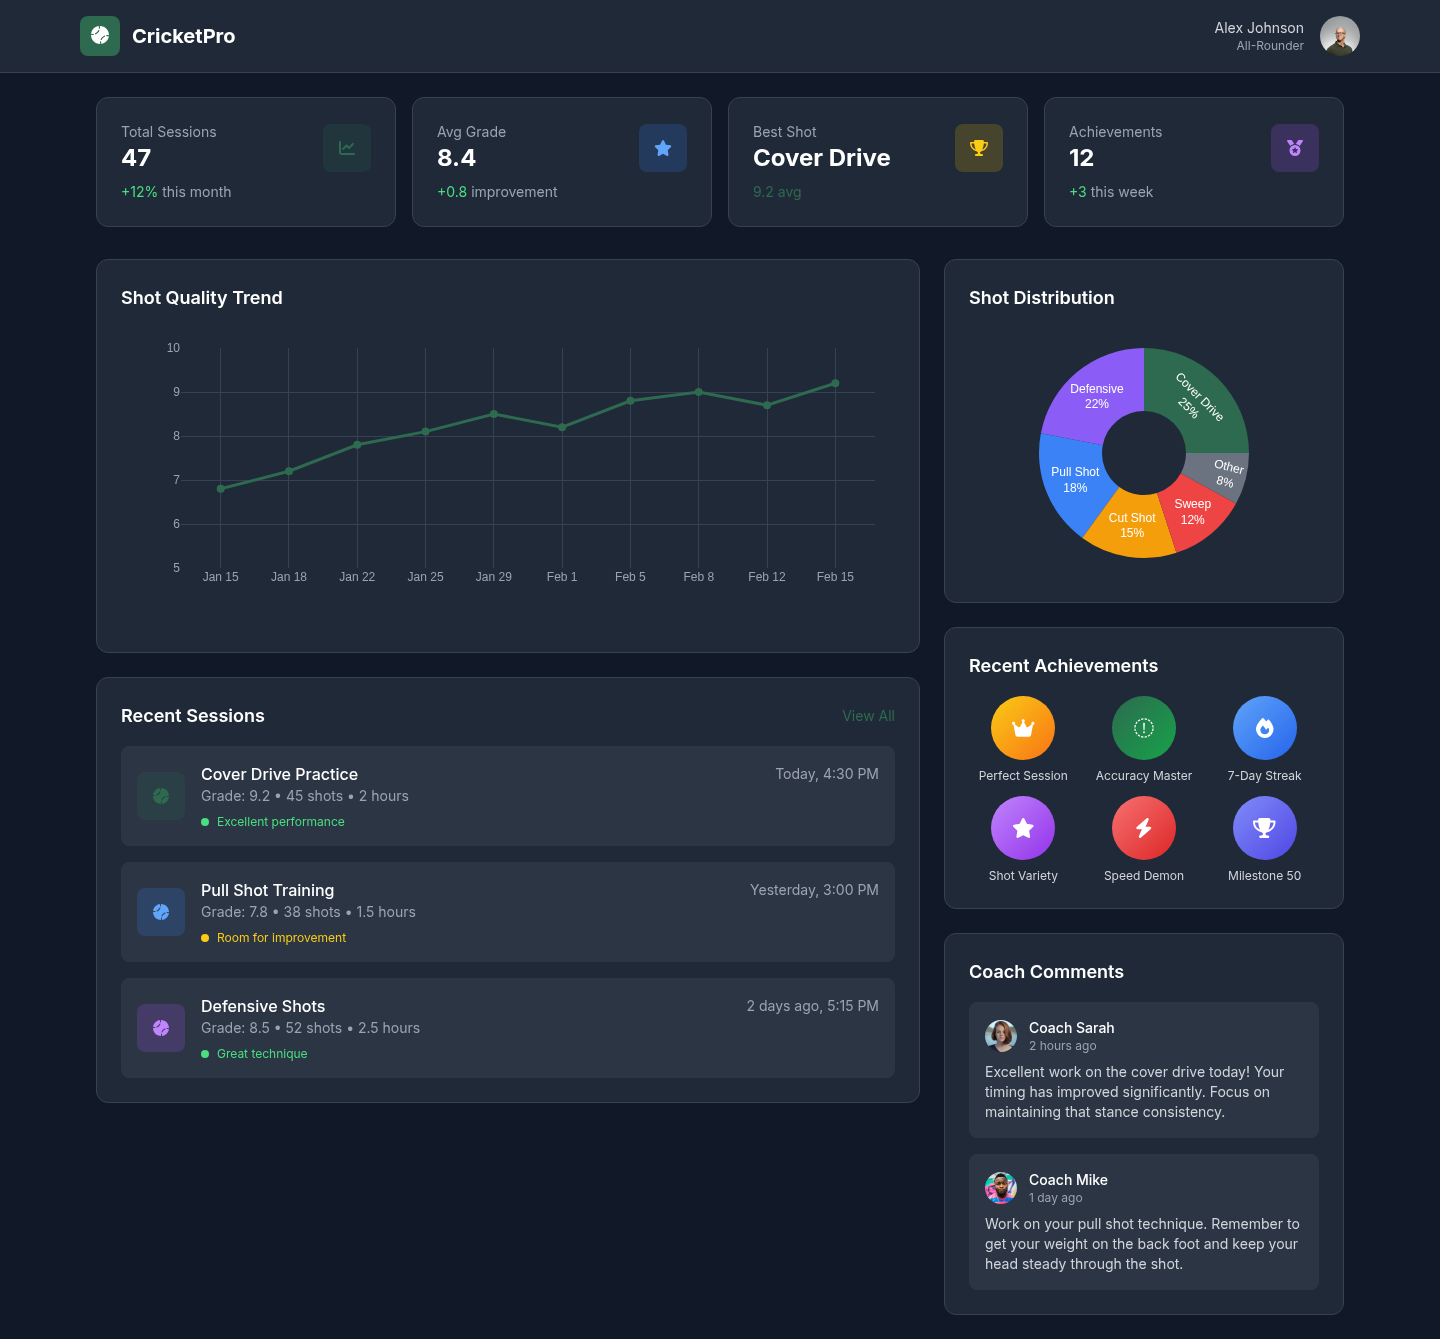 CricketPro
Alex Johnson
All-Rounder
Total Sessions
47
+12% this month
Avg Grade
8.4
+0.8 improvement
Best Shot
Cover Drive
9.2 avg
Achievements
12
+3 this week
Shot Quality Trend
10
9
8
7
6
5
Jan 15 Jan 18 Jan 22 Jan 25 Jan 29 Feb 1 Feb 5 Feb 8 Feb 12 Feb 15
Shot Distribution
Cover Drive
25%
Other
8%
Sweep
12%
Cut Shot
15%
Pull Shot
18%
Defensive
22%
Recent Sessions
View All
Cover Drive Practice
Today, 4:30 PM
Grade: 9.2 • 45 shots • 2 hours
Excellent performance
Pull Shot Training
Yesterday, 3:00 PM
Grade: 7.8 • 38 shots • 1.5 hours
Room for improvement
Defensive Shots
2 days ago, 5:15 PM
Grade: 8.5 • 52 shots • 2.5 hours
Great technique
Recent Achievements
Perfect Session
Accuracy Master
7-Day Streak
Shot Variety
Speed Demon
Milestone 50
Coach Comments
Coach Sarah
2 hours ago
Excellent work on the cover drive today! Your
timing has improved significantly. Focus on
maintaining that stance consistency.
Coach Mike
1 day ago
Work on your pull shot technique. Remember to
get your weight on the back foot and keep your
head steady through the shot.